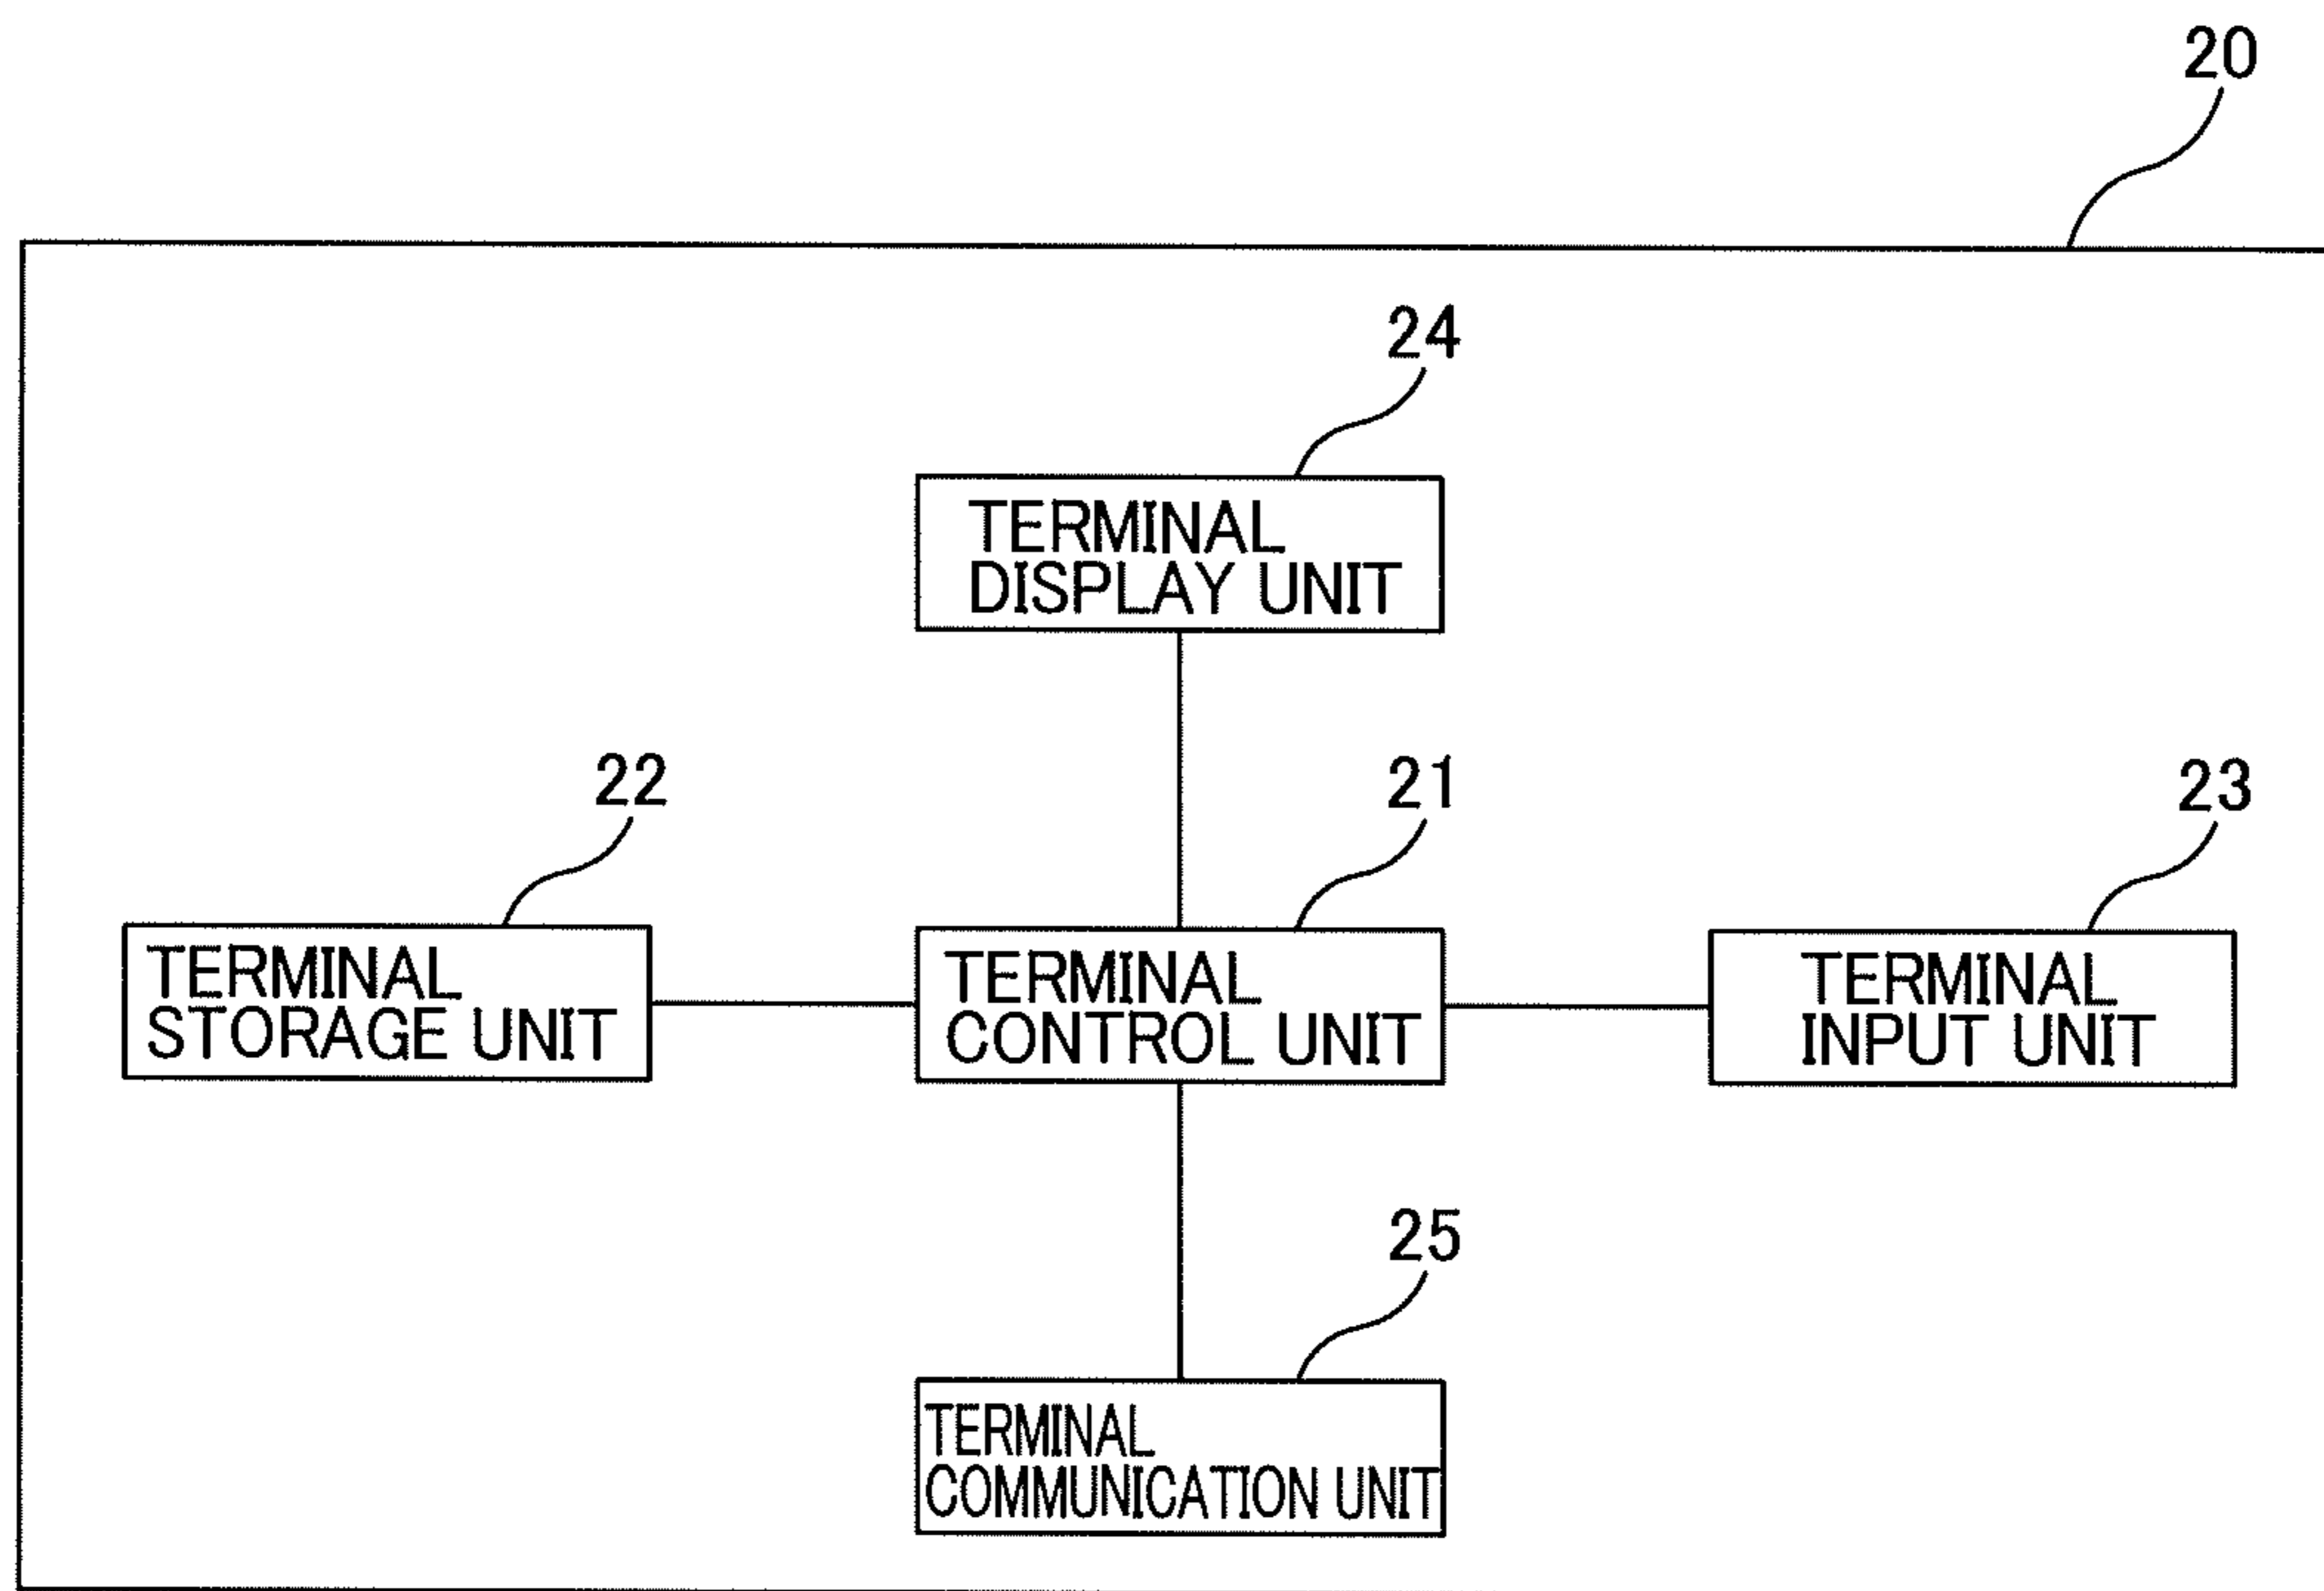 20
24
TERMINAL
DISPLAY UNIT
22
21
23
TERMINAL
STORAGE UNIT
TERMINAL
CONTROL UNIT
TERMINAL
INPUT UNIT
25
TERMINAL
COMMUNICATION UNIT